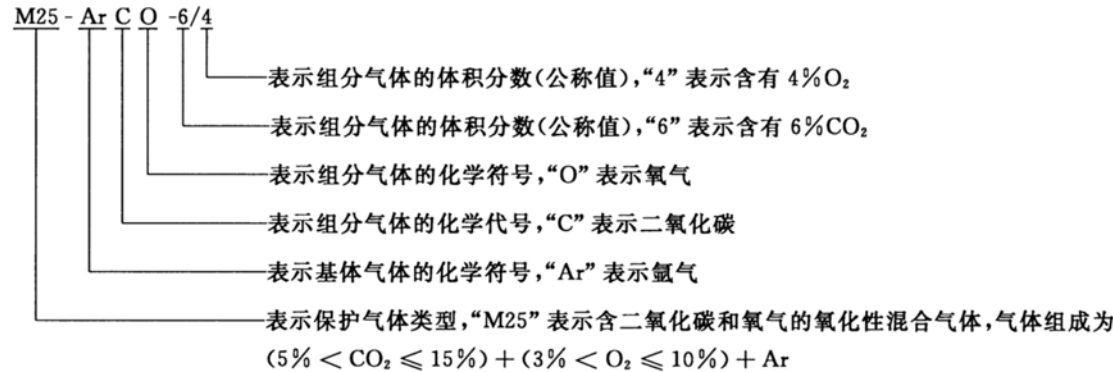 M25-ArCO-6/4
表示组分气体的体积分数(公称值),“4”表示含有 4%O₂
表示组分气体的体积分数(公称值),“6”表示含有 6%CO₂
表示组分气体的化学符号,“O”表示氧气
表示组分气体的化学代号,“C”表示二氧化碳
表示基体气体的化学符号,“Ar”表示氩气
表示保护气体类型,“M25”表示含二氧化碳和氧气的氧化性混合气体,气体组成为
(5% < CO₂ ≤ 15%) + (3% < O₂ ≤ 10%) + Ar